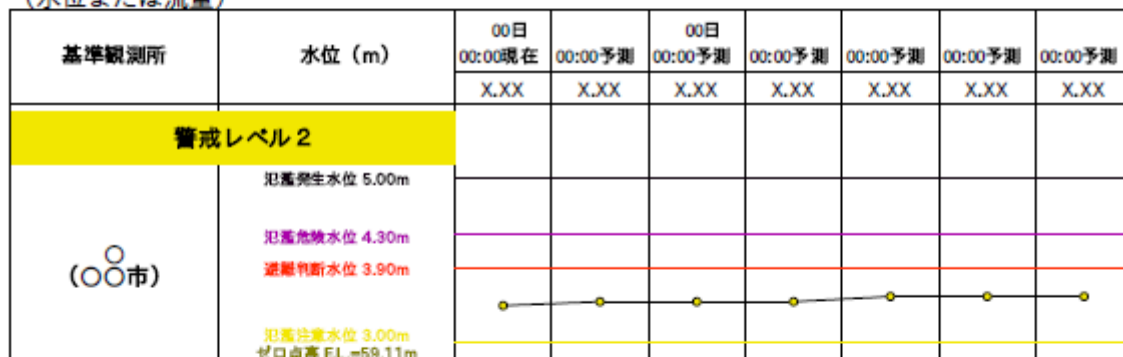 (水位または流量)
基準観測所 水位（m） 00日 00:00現在 00:00予測 00日 00:00予測 00:00予測 00:00予測 00:00予測 00:00予測
X.XX X.XX X.XX X.XX X.XX X.XX X.XX
警戒レベル２
氾濫発生水位 5.00m
氾濫危険水位 4.30m
避難判断水位 3.90m
○
(○○市)
氾濫注意水位 3.00m
ゼロ点高 F.L.=59.11m